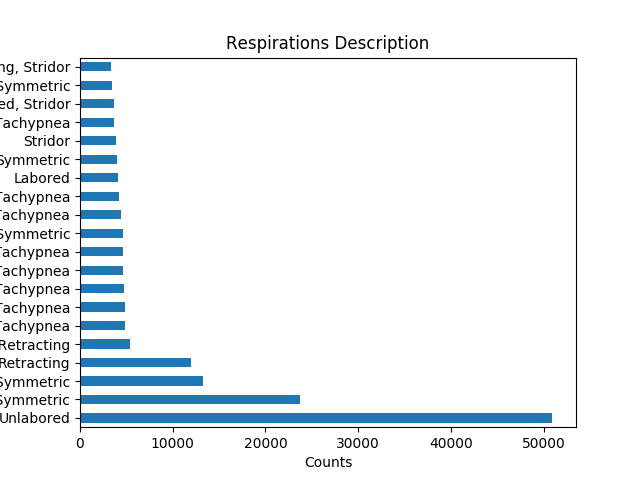 Respirations Description
ng, Stridor
Symmetric
ed, Stridor
Tachypnea
Stridor
Symmetric
Labored
Tachypnea
Tachypnea
Symmetric
Tachypnea
Tachypnea
Tachypnea
Tachypnea
Tachypnea
Retracting
Retracting
Symmetric
Symmetric
Unlabored
0 10000 20000 30000 40000 50000
Counts